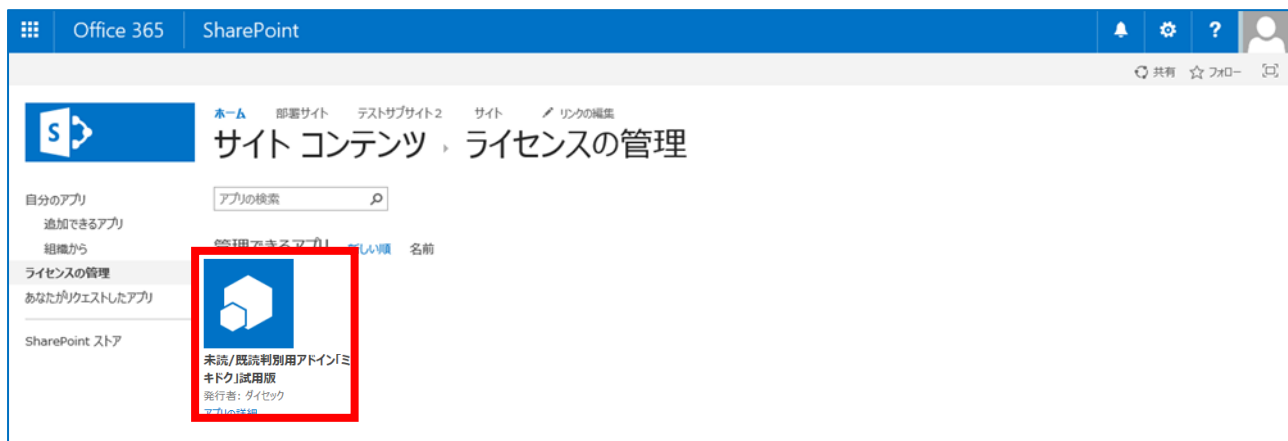 Office 365
SharePoint
?
共有
フォロー
S
ホーム
部署サイト
テストサブサイト2
サイト
リンクの編集
サイト コンテンツ
ライセンスの管理
自分のアプリ
追加できるアプリ
組織から
ライセンスの管理
あなたがリクエストしたアプリ
SharePoint ストア
アプリの検索
管理できるアプリ
新しい順
名前
未読/既読判別用アドイン「ミ
キドク」試用版
発行者: ダイセック
アプリの詳細